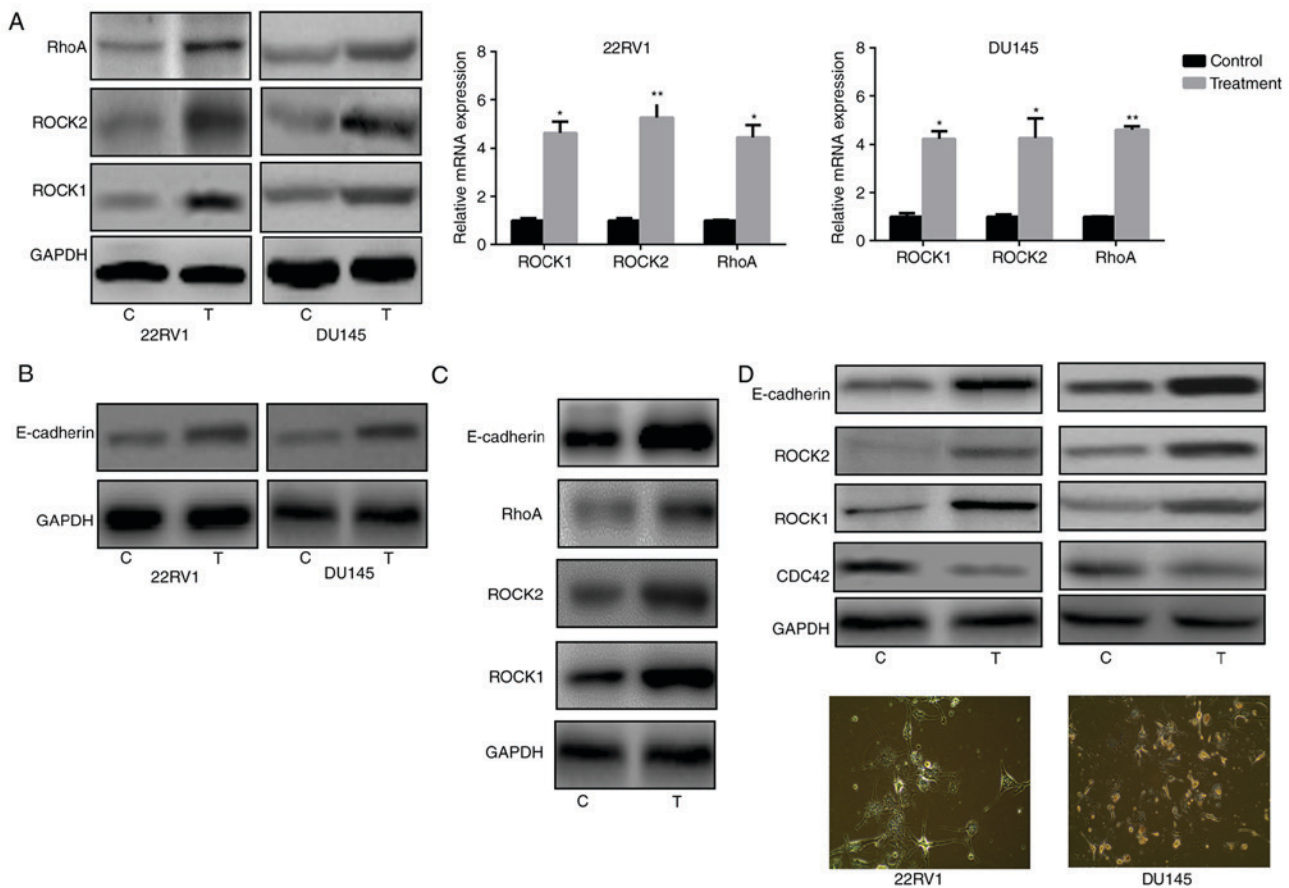 A
RhoA
ROCK2
ROCK1
GAPDH
C T C T
22RV1 DU145
22RV1
Relative mRNA expression
8
6
4
2
0
* ** *
ROCK1 ROCK2 RhoA
DU145
Relative mRNA expression
8
6
4
2
0
* * **
ROCK1 ROCK2 RhoA
Control
Treatment
B
E-cadherin
GAPDH
C T C T
22RV1 DU145
C
E-cadherin
RhoA
ROCK2
ROCK1
GAPDH
C T
D
E-cadherin
ROCK2
ROCK1
CDC42
GAPDH
C T C T
22RV1 DU145